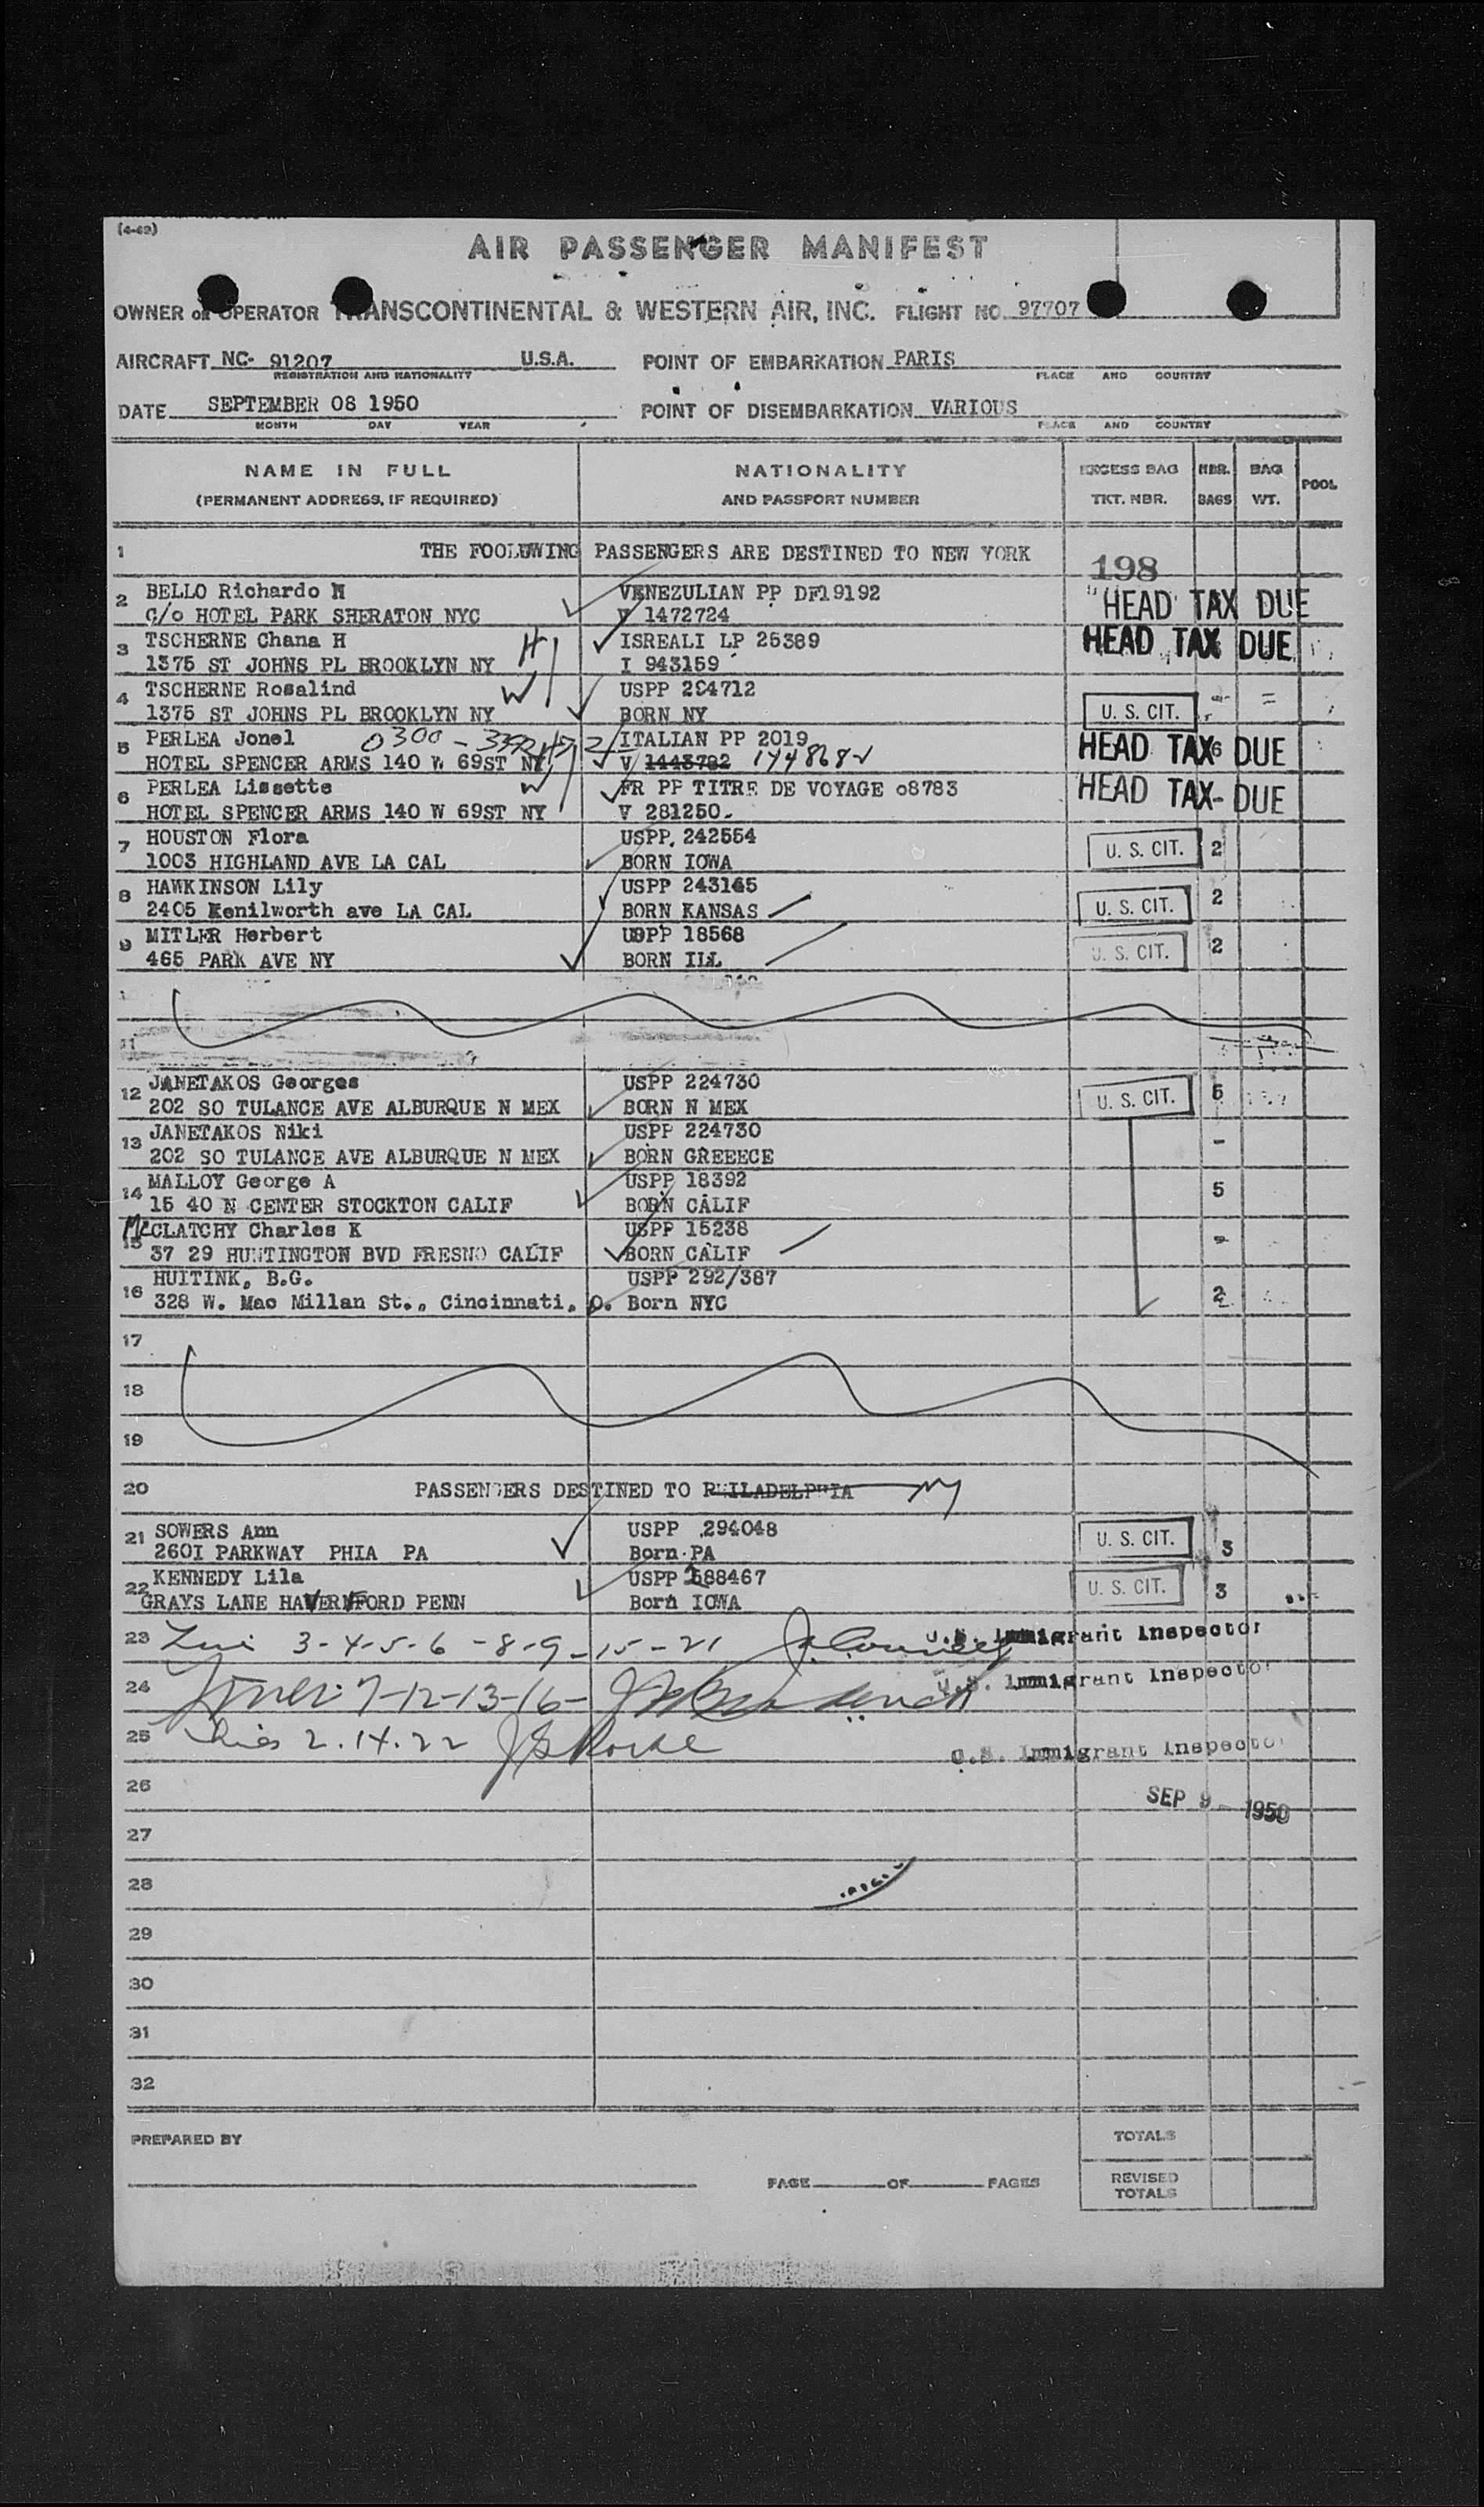 (4-49)
AIR PASSENGER MANIFEST
OWNER or OPERATOR TRANSCONTINENTAL & WESTERN AIR, INC. FLIGHT NO. 97707
AIRCRAFT NC- 91207 U.S.A. POINT OF EMBARKATION PARIS
REGISTRATION AND NATIONALITY PLACE AND COUNTRY
DATE SEPTEMBER 08 1950 POINT OF DISEMBARKATION VARIOUS
MONTH DAY YEAR PLACE AND COUNTRY
NAME IN FULL NATIONALITY EXCESS BAG NBR. BAG POOL
(PERMANENT ADDRESS, IF REQUIRED) AND PASSPORT NUMBER TKT. NBR. BAGS WT.
1 THE FOOLOWING PASSENGERS ARE DESTINED TO NEW YORK
198
2 BELLO Richardo M VENEZULIAN PP DF19192 HEAD TAX DUE
C/o HOTEL PARK SHERATON NYC V 1472724
3 TSCHERNE Chana H H ISREALI LP 25389 HEAD TAX DUE
1375 ST JOHNS PL BROOKLYN NY I 943159
4 TSCHERNE Rosalind W USPP 294712 -
1375 ST JOHNS PL BROOKLYN NY BORN NY U. S. CIT.
5 PERLEA Jonel 0300 - ITALIAN PP 2019 HEAD TAX 6 DUE
HOTEL SPENCER ARMS 140 W 69ST NY V 1443782 1448682
6 PERLEA Lissette W FR PP TITRE DE VOYAGE 08783 HEAD TAX - DUE
HOTEL SPENCER ARMS 140 W 69ST NY V 281250
7 HOUSTON Flora USPP 242554 U. S. CIT. 2
1003 HIGHLAND AVE LA CAL BORN IOWA
8 HAWKINSON Lily USPP 243165 U. S. CIT. 2
2405 Kenilworth ave LA CAL BORN KANSAS
9 MITLER Herbert USPP 18568 U. S. CIT. 2
465 PARK AVE NY BORN ILL
11
12 JANETAKOS Georges USPP 224730 U. S. CIT. 5
202 SO TULANCE AVE ALBURQUE N MEX BORN N MEX
13 JANETAKOS Niki USPP 224730 -
202 SO TULANCE AVE ALBURQUE N MEX BORN GREEECE
14 MALLOY George A USPP 18392 5
15 40 N CENTER STOCKTON CALIF BORN CALIF
15 McCLATCHY Charles K USPP 15238 -
37 29 HUNTINGTON BVD FRESNO CALIF BORN CALIF
16 HUITINK, B.G. USPP 292/387 2
328 W. Mac Millan St., Cincinnati, O. Born NYC
17
18
19
20 PASSENGERS DESTINED TO PHILADELPHIA NY
21 SOWERS Ann USPP 294048 U. S. CIT. 3
2601 PARKWAY PHIA PA Born PA
22 KENNEDY Lila USPP 288467 U. S. CIT. 3
GRAYS LANE HAVERFORD PENN Born IOWA
23 3-4-5-6-8-9-15-21 U.S. Immigrant Inspector
24 7-12-13-16- U.S. Immigrant Inspector
25 2.14.22 U.S. Immigrant Inspector
26 SEP 9 - 1950
27
28
29
30
31
32
PREPARED BY TOTALS
PAGE OF PAGES REVISED
TOTALS